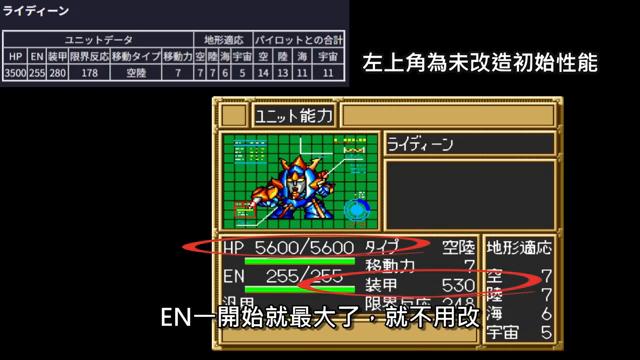 ライディーン
ユニットデータ 地形適応 パイロットとの合計
HP EN 装甲 限界反応 移動タイプ 移動力 空 陸 海 宇宙 空 陸 海 宇宙
3500 255 280 178 空陸 7 7 7 6 5 14 13 11 11
左上角為未改造初始性能
ユニット能力
ライディーン
HP 5600/5600 タイプ 空陸 地形適応
移動力 7 空 7
EN 255/255 装甲 530 陸 7
汎用 限界反応 248 海 6
宇宙 5
EN一開始就最大了，就不用改